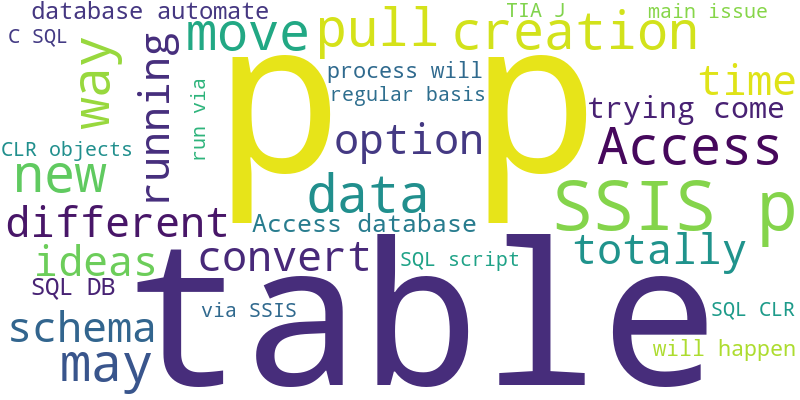 database automate
TIA J
main issue
C SQL
move
pull
creation
way
running
run via
p p
process will
regular basis
time
trying come
option
Access
CLR objects
new
data
SSIS p
different
Access database
ideas
convert
SQL script
totally
SQL DB
table
via SSIS
SQL CLR
schema
may
will happen